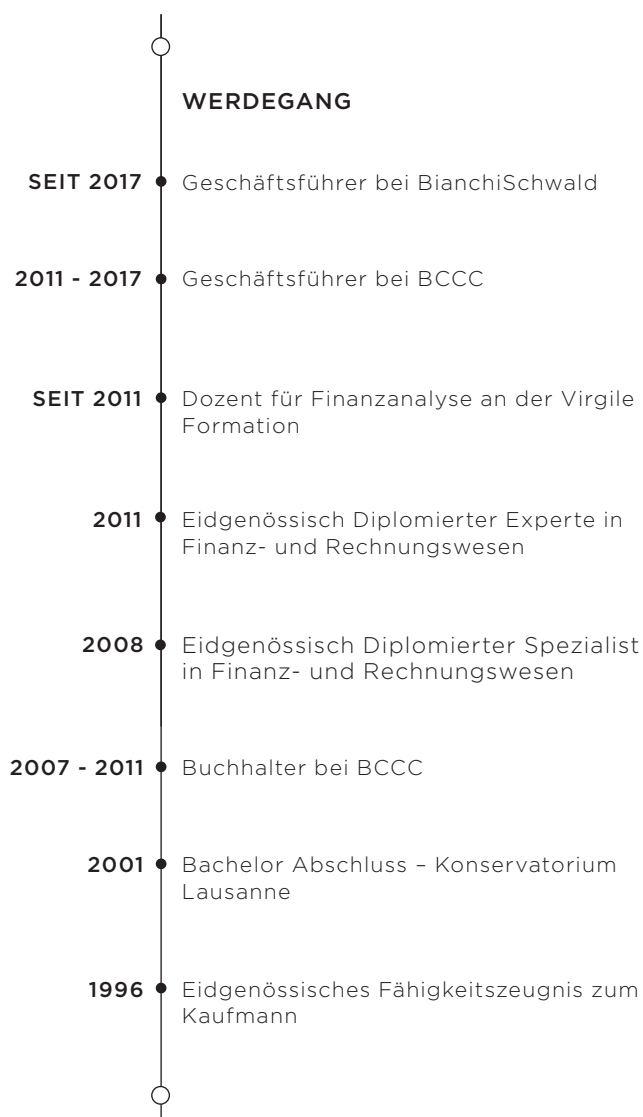 WERDEGANG
SEIT 2017 Geschäftsführer bei BianchiSchwald
2011 - 2017 Geschäftsführer bei BCCC
SEIT 2011 Dozent für Finanzanalyse an der Virgile
Formation
2011 Eidgenössisch Diplomierter Experte in
Finanz- und Rechnungswesen
2008 Eidgenössisch Diplomierter Spezialist
in Finanz- und Rechnungswesen
2007 - 2011 Buchhalter bei BCCC
2001 Bachelor Abschluss – Konservatorium
Lausanne
1996 Eidgenössisches Fähigkeitszeugnis zum
Kaufmann